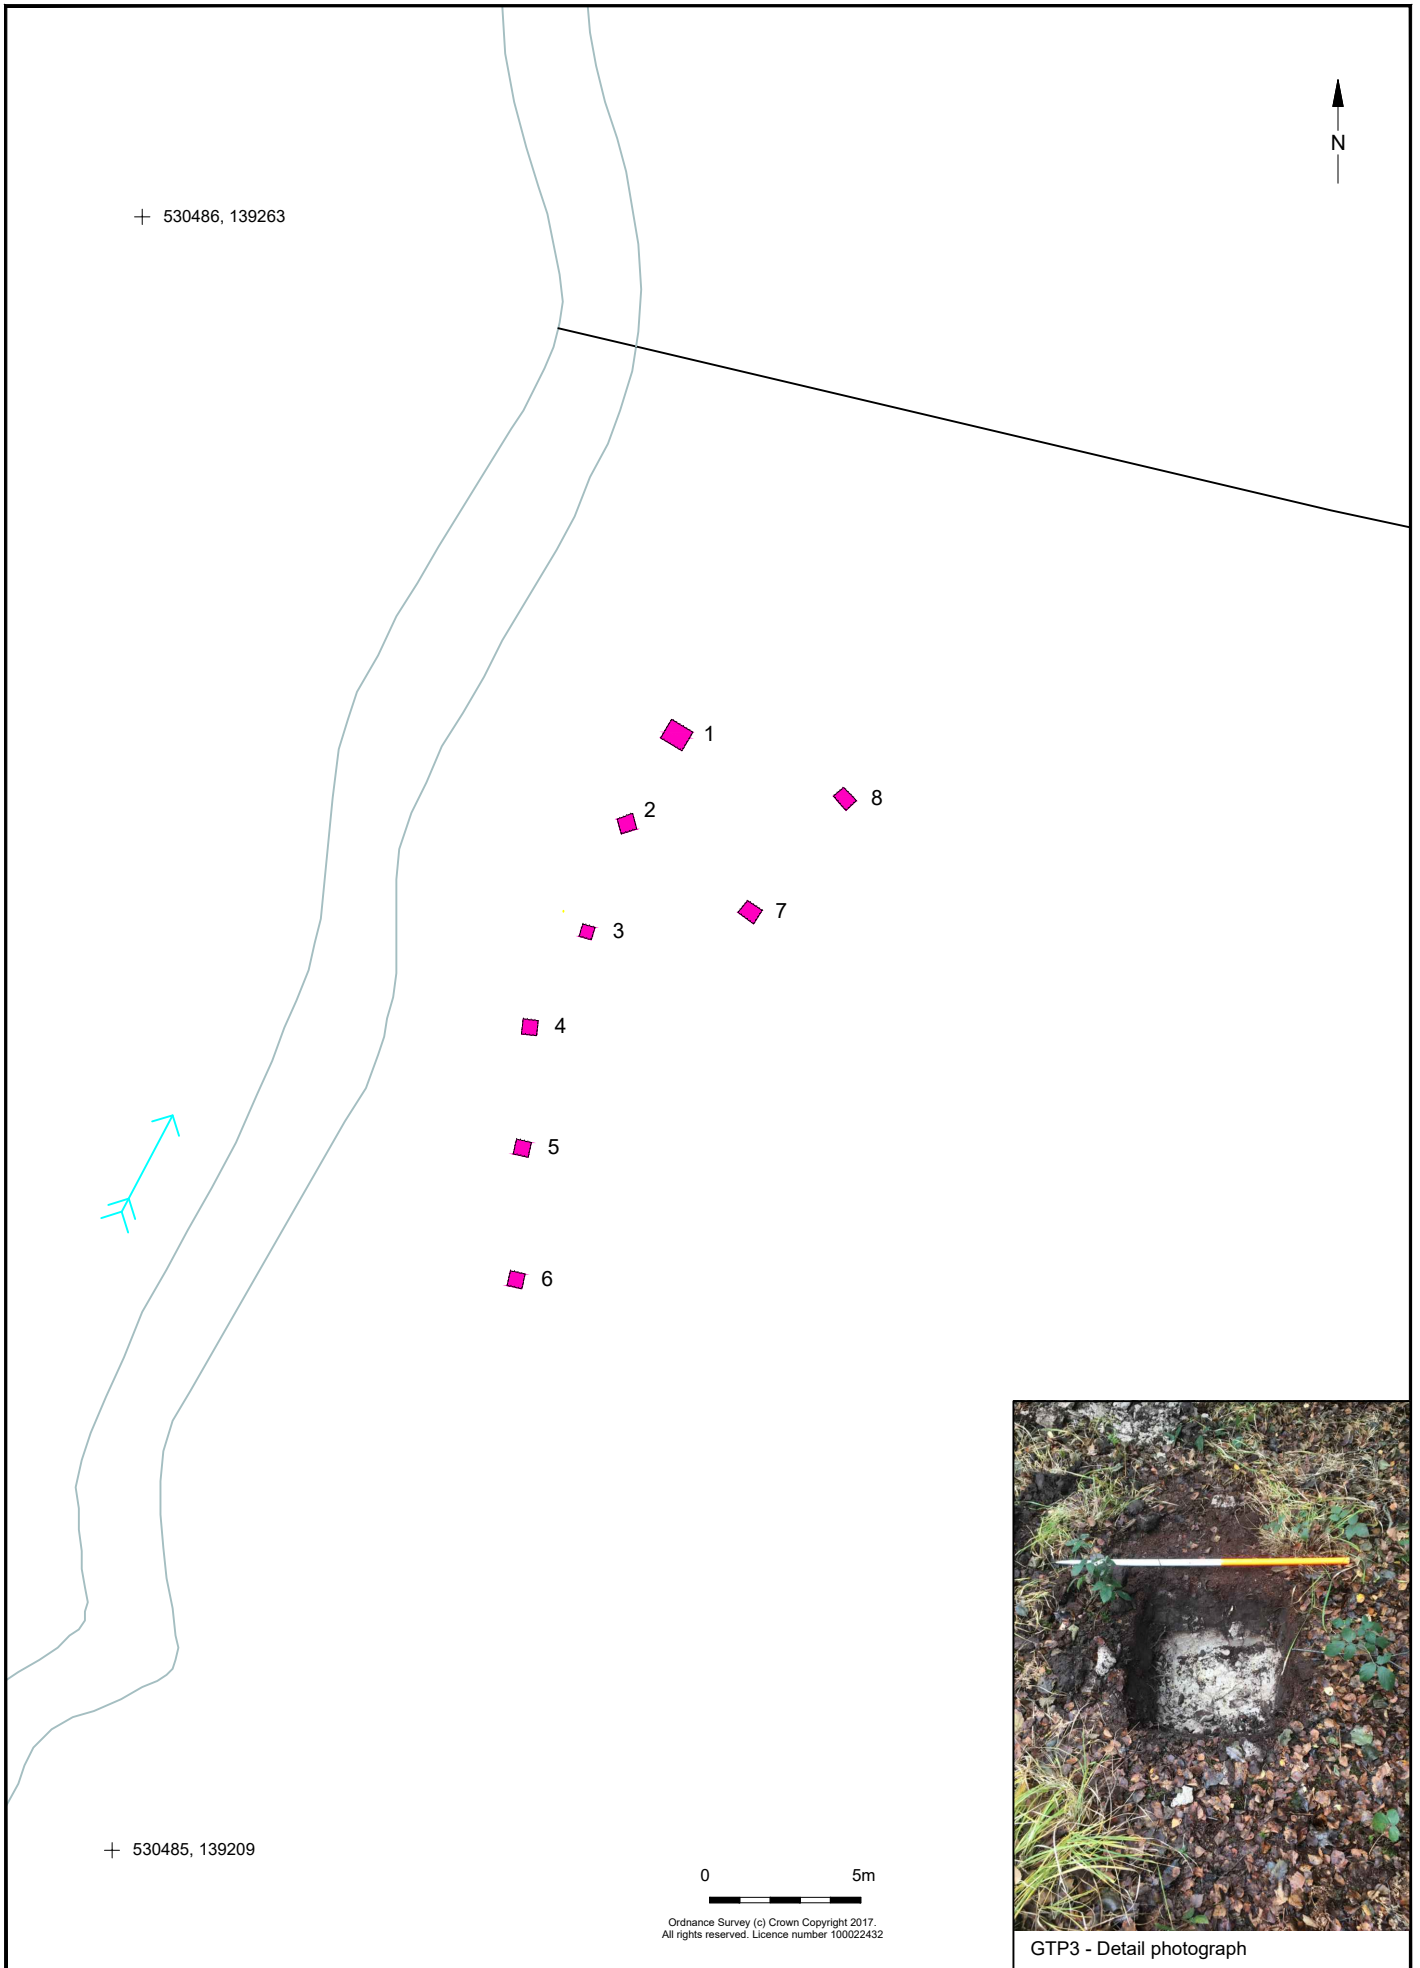 N
530486, 139263
1
8
2
7
3
4
5
6
530485, 139209
0 5m
Ordnance Survey (c) Crown Copyright 2017.
All rights reserved. Licence number 100022432
GTP3 - Detail photograph